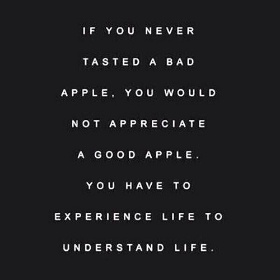 IF YOU NEVER
TASTED A BAD
APPLE, YOU WOULD
NOT APPRECIATE
A GOOD APPLE.
YOU HAVE TO
EXPERIENCE LIFE TO
UNDERSTAND LIFE.